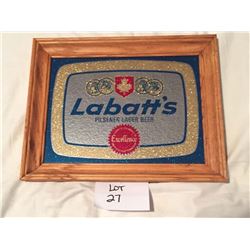 Labatt's
PILSENER LAGER BEER
Excellence
LOT
27